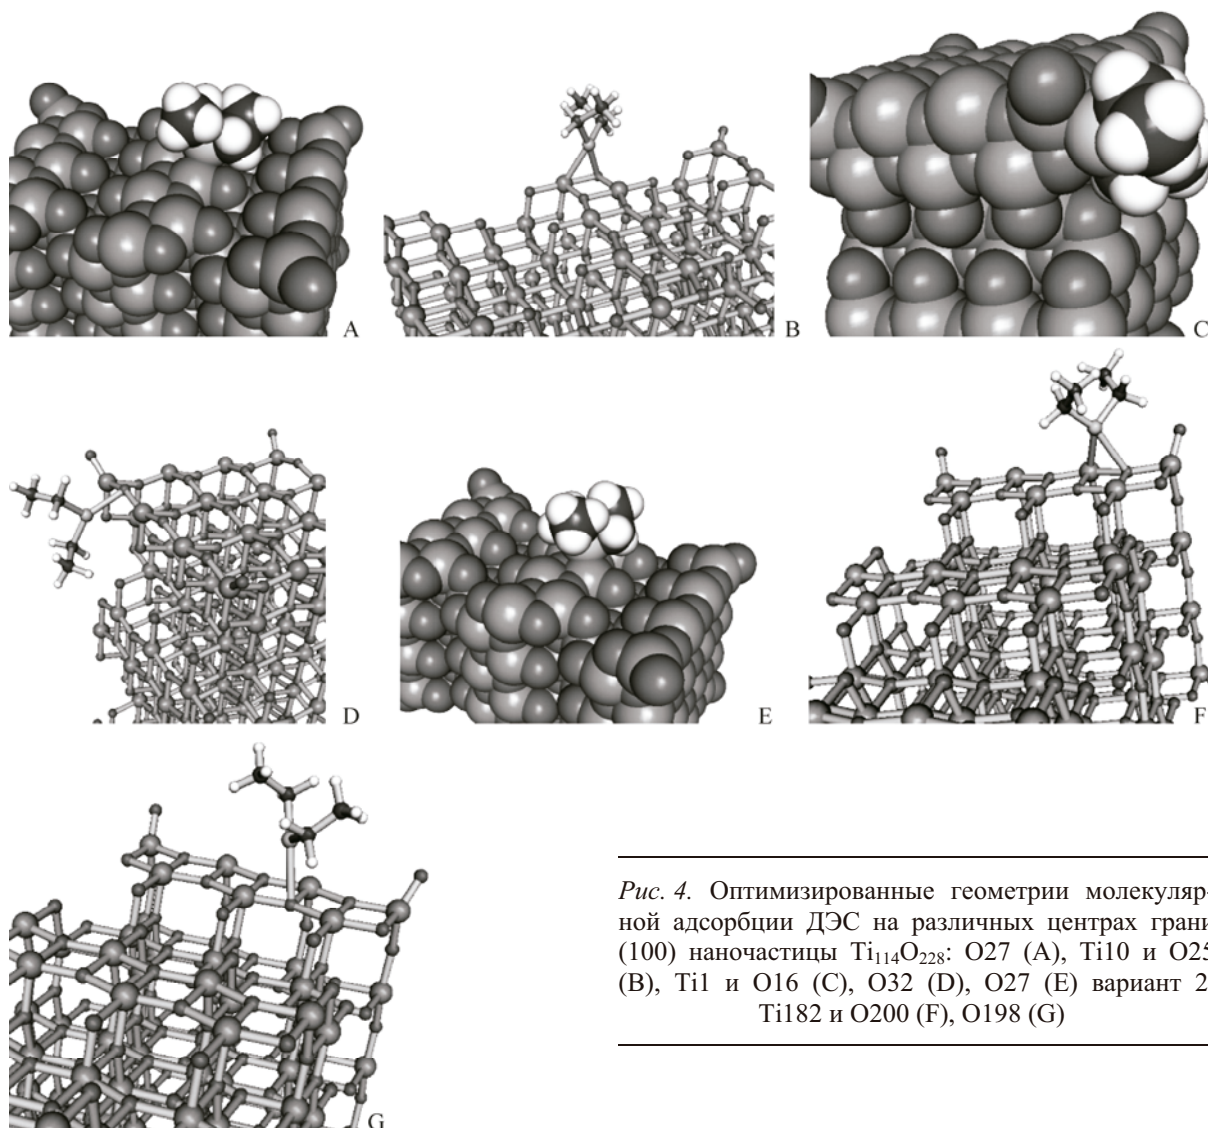 A
B
C
D
E
F
G
Рис. 4. Оптимизированные геометрии молекуляр-
ной адсорбции ДЭС на различных центрах грани
(100) наночастицы Ti₁₁₄O₂₂₈: O27 (A), Ti10 и O25
(B), Ti1 и O16 (C), O32 (D), O27 (E) вариант 2
Ti182 и O200 (F), O198 (G)